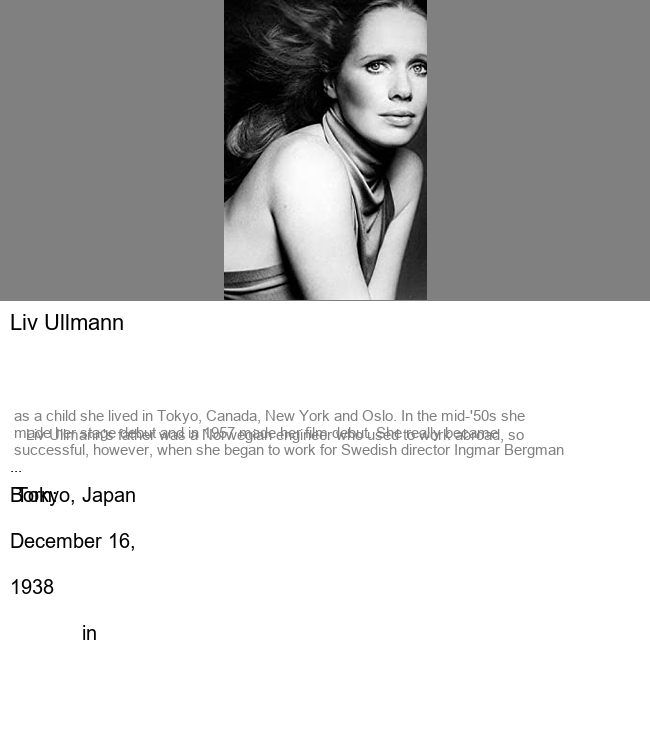 Liv Ullmann
Liv Ullmann's father was a Norwegian engineer who used to work abroad, so
as a child she lived in Tokyo, Canada, New York and Oslo. In the mid-'50s she
made her stage debut and in 1957 made her film debut. She really became
successful, however, when she began to work for Swedish director Ingmar Bergman
...
Born:
December 16,
1938
in
Tokyo, Japan